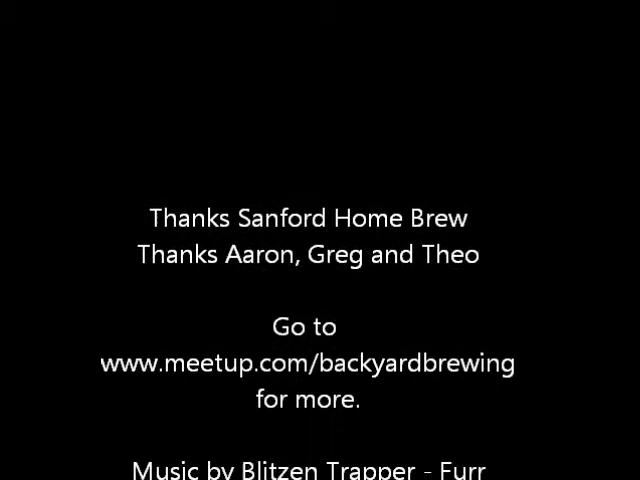 Thanks Sanford Home Brew
Thanks Aaron, Greg and Theo
Go to
www.meetup.com/backyardbrewing
for more.
Music by Blitzen Trapper - Furr